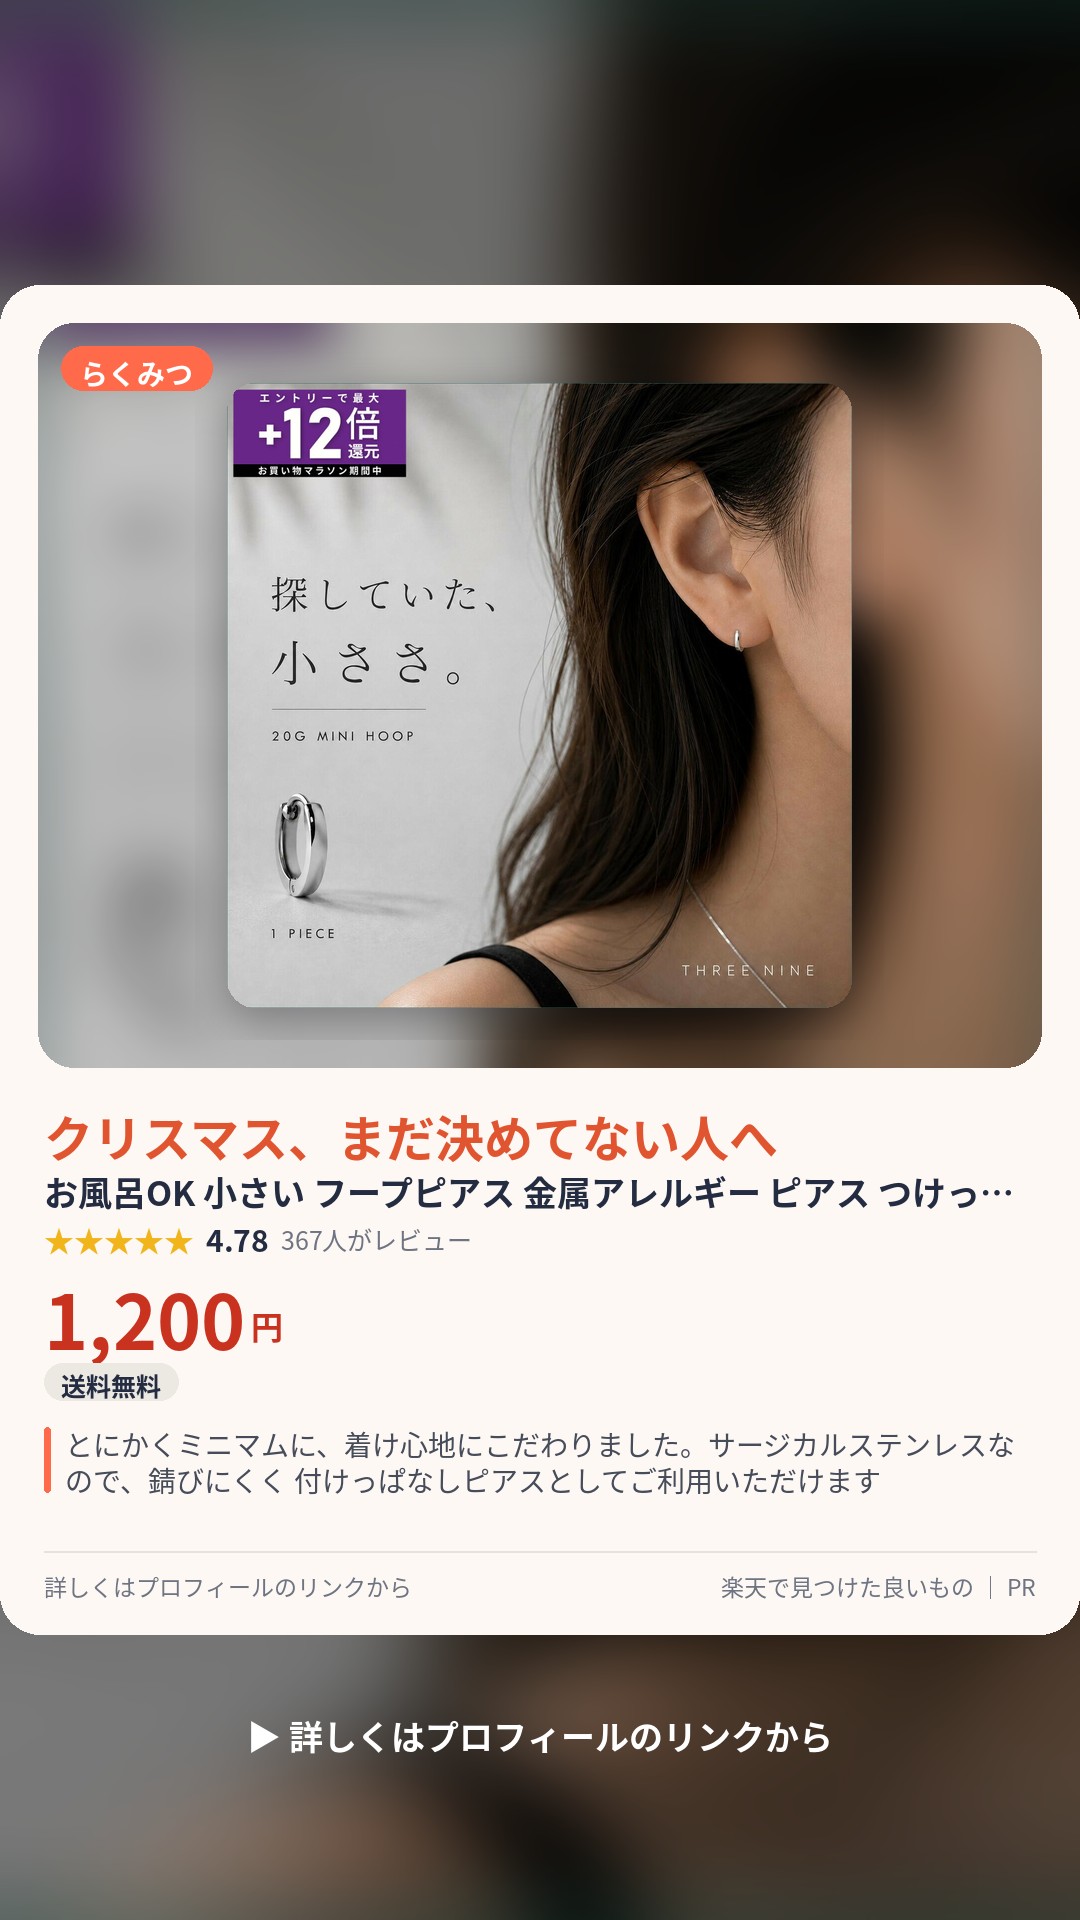 らくみつ
エントリーで最大
+12倍
還元
お買い物マラソン期間中
探していた、
小ささ。
20G MINI HOOP
1 PIECE
THREE NINE
クリスマス、まだ決めてない人へ
お風呂OK 小さい フープピアス 金属アレルギー ピアス つけっ…
★★★★★ 4.78 367人がレビュー
1,200円
送料無料
とにかくミニマムに、着け心地にこだわりました。サージカルステンレスな
ので、錆びにくく 付けっぱなしピアスとしてご利用いただけます
詳しくはプロフィールのリンクから
楽天で見つけた良いもの ｜ PR
▶ 詳しくはプロフィールのリンクから